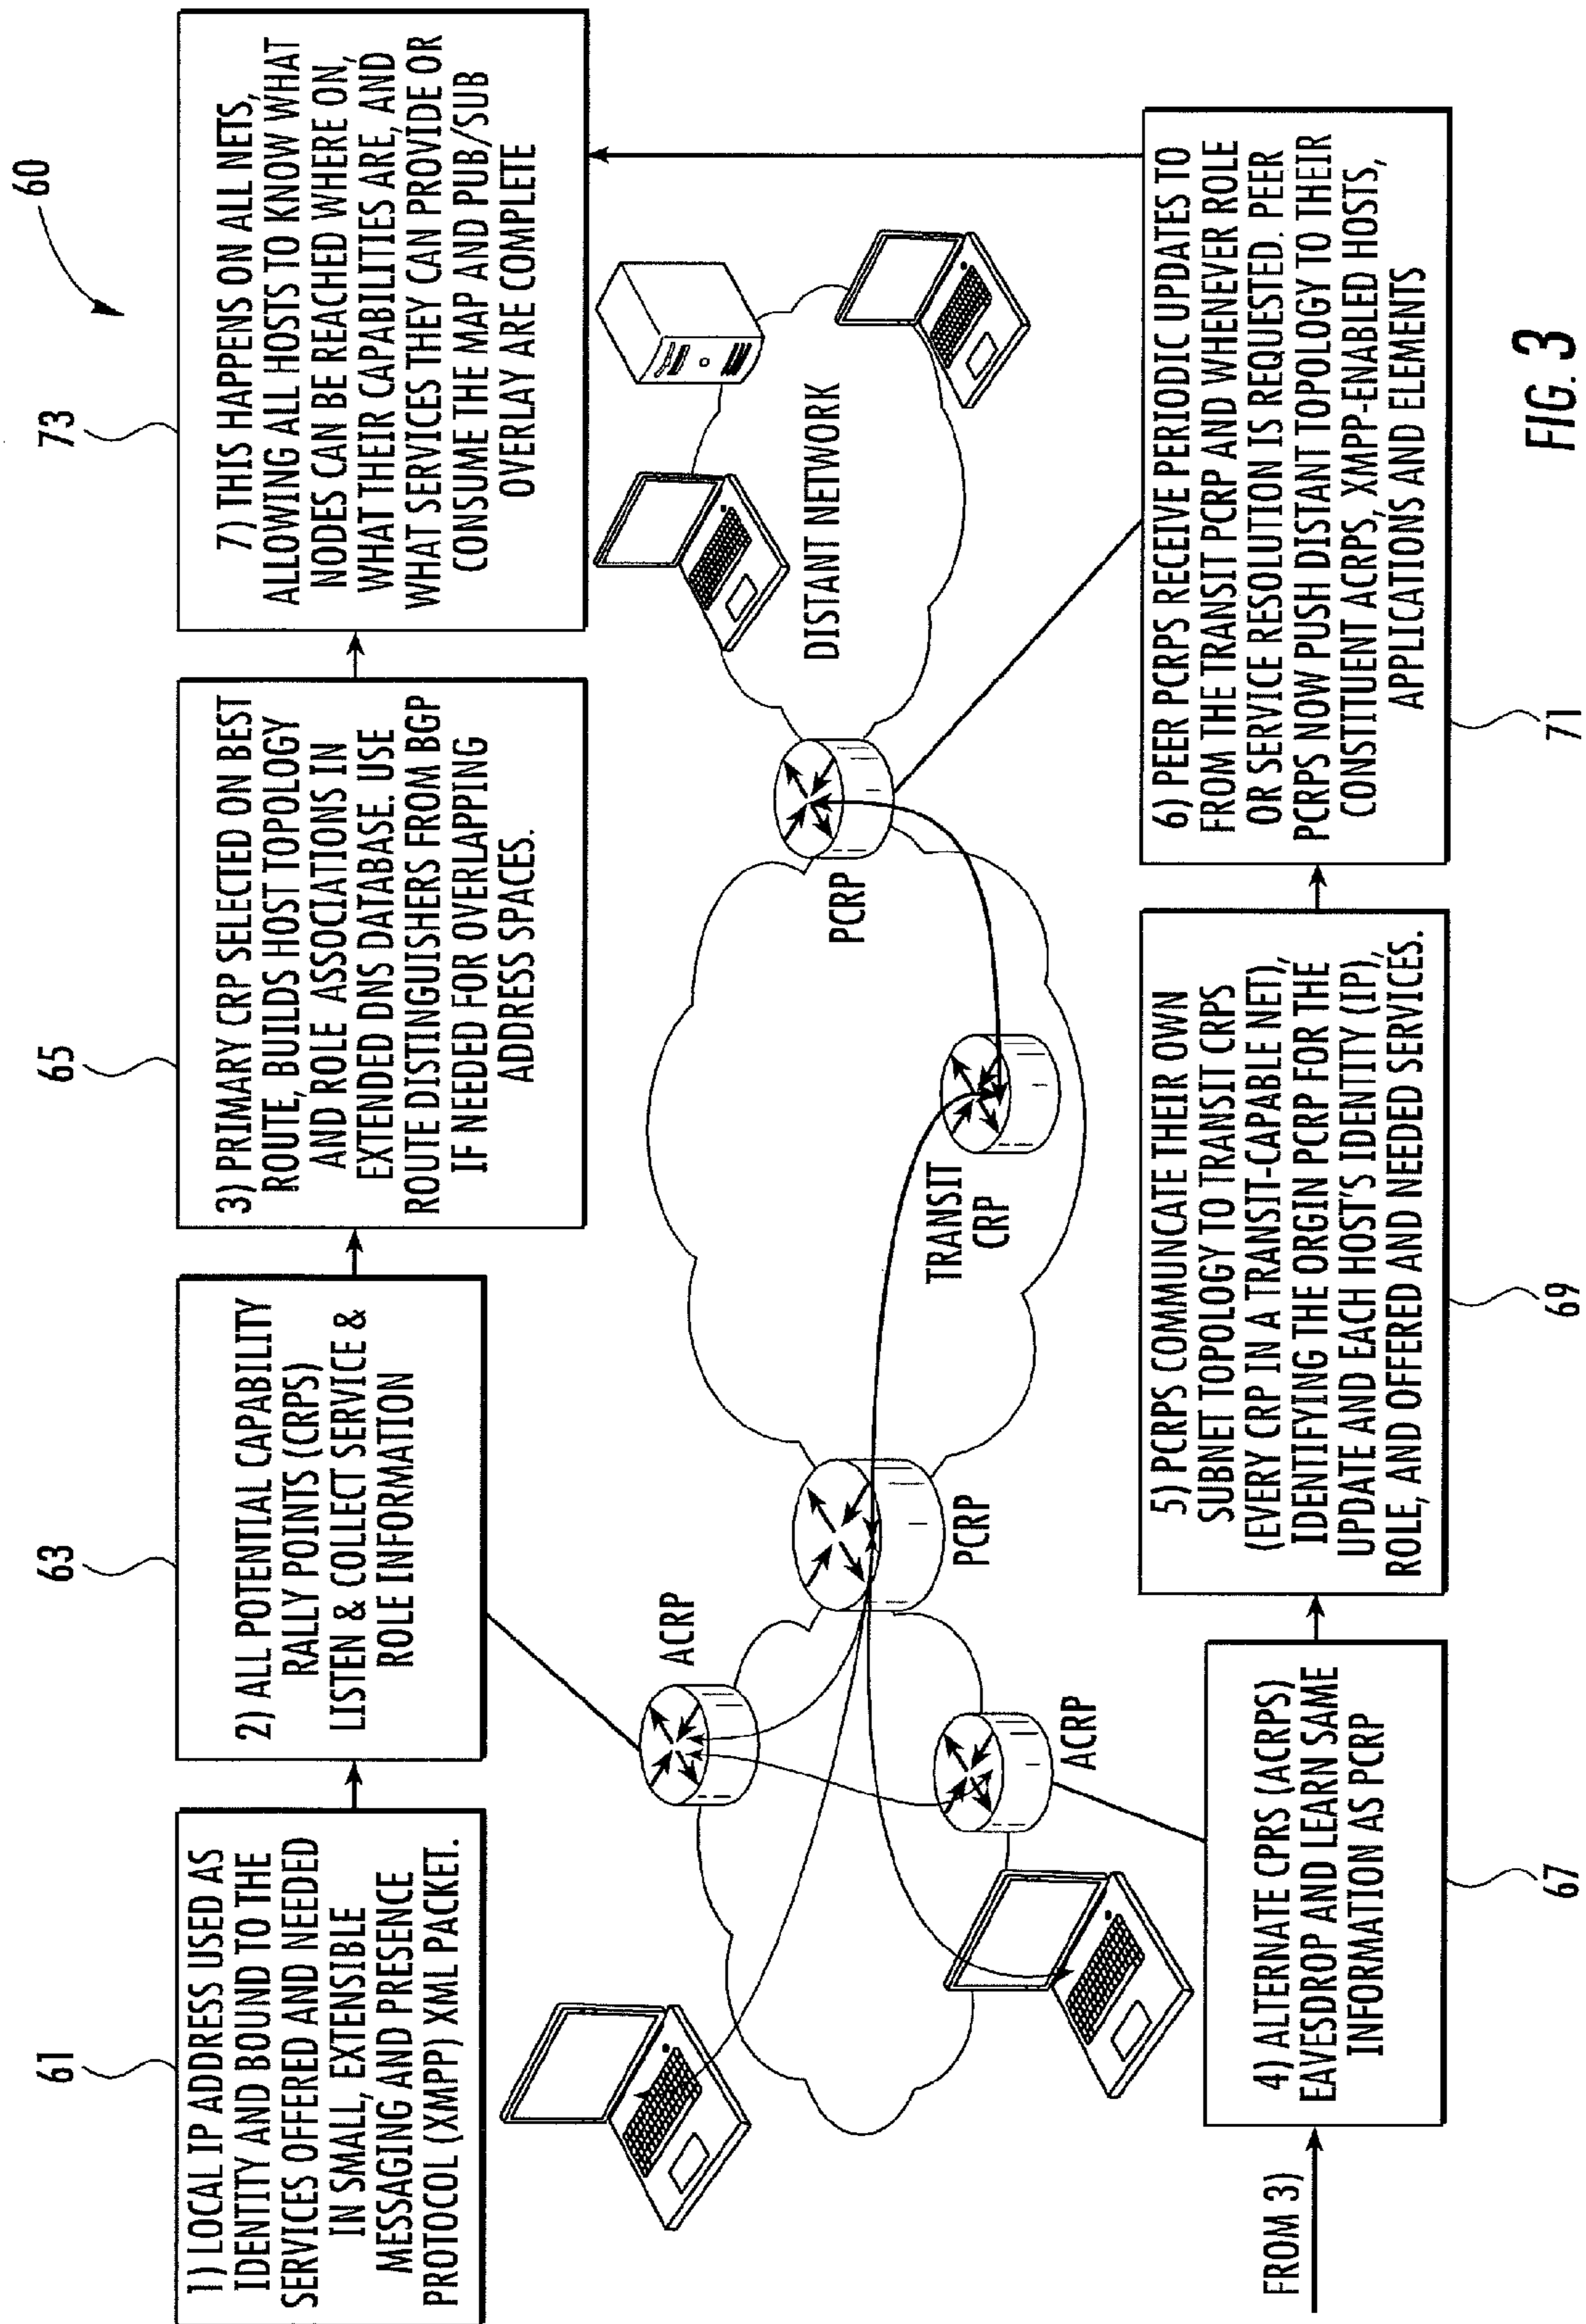 60
61
1) LOCAL IP ADDRESS USED AS
IDENTITY AND BOUND TO THE
SERVICES OFFERED AND NEEDED
IN SMALL, EXTENSIBLE
MESSAGING AND PRESENCE
PROTOCOL (XMPP) XML PACKET.
63
2) ALL POTENTIAL CAPABILITY
RALLY POINTS (CRPS)
LISTEN & COLLECT SERVICE &
ROLE INFORMATION
65
3) PRIMARY CRP SELECTED ON BEST
ROUTE, BUILDS HOST TOPOLOGY
AND ROLE ASSOCIATIONS IN
EXTENDED DNS DATABASE. USE
ROUTE DISTINGUISHERS FROM BGP
IF NEEDED FOR OVERLAPPING
ADDRESS SPACES.
73
7) THIS HAPPENS ON ALL NETS,
ALLOWING ALL HOSTS TO KNOW WHAT
NODES CAN BE REACHED WHERE ON,
WHAT THEIR CAPABILITIES ARE, AND
WHAT SERVICES THEY CAN PROVIDE OR
CONSUME THE MAP AND PUB/SUB
OVERLAY ARE COMPLETE
ACRP
ACRP
PCRP
TRANSIT
CRP
PCRP
DISTANT NETWORK
FROM 3)
4) ALTERNATE CPRS (ACRPS)
EAVESDROP AND LEARN SAME
INFORMATION AS PCRP
67
5) PCRPS COMMUNCATE THEIR OWN
SUBNET TOPOLOGY TO TRANSIT CRPS
(EVERY CRP IN A TRANSIT-CAPABLE NET),
IDENTIFYING THE ORGIN PCRP FOR THE
UPDATE AND EACH HOST'S IDENTITY (IP),
ROLE, AND OFFERED AND NEEDED SERVICES.
69
6) PEER PCRPS RECEIVE PERIODIC UPDATES TO
FROM THE TRANSIT PCRP AND WHENEVER ROLE
OR SERVICE RESOLUTION IS REQUESTED. PEER
PCRPS NOW PUSH DISTANT TOPOLOGY TO THEIR
CONSTITUENT ACRPS, XMPP-ENABLED HOSTS,
APPLICATIONS AND ELEMENTS
71
FIG. 3